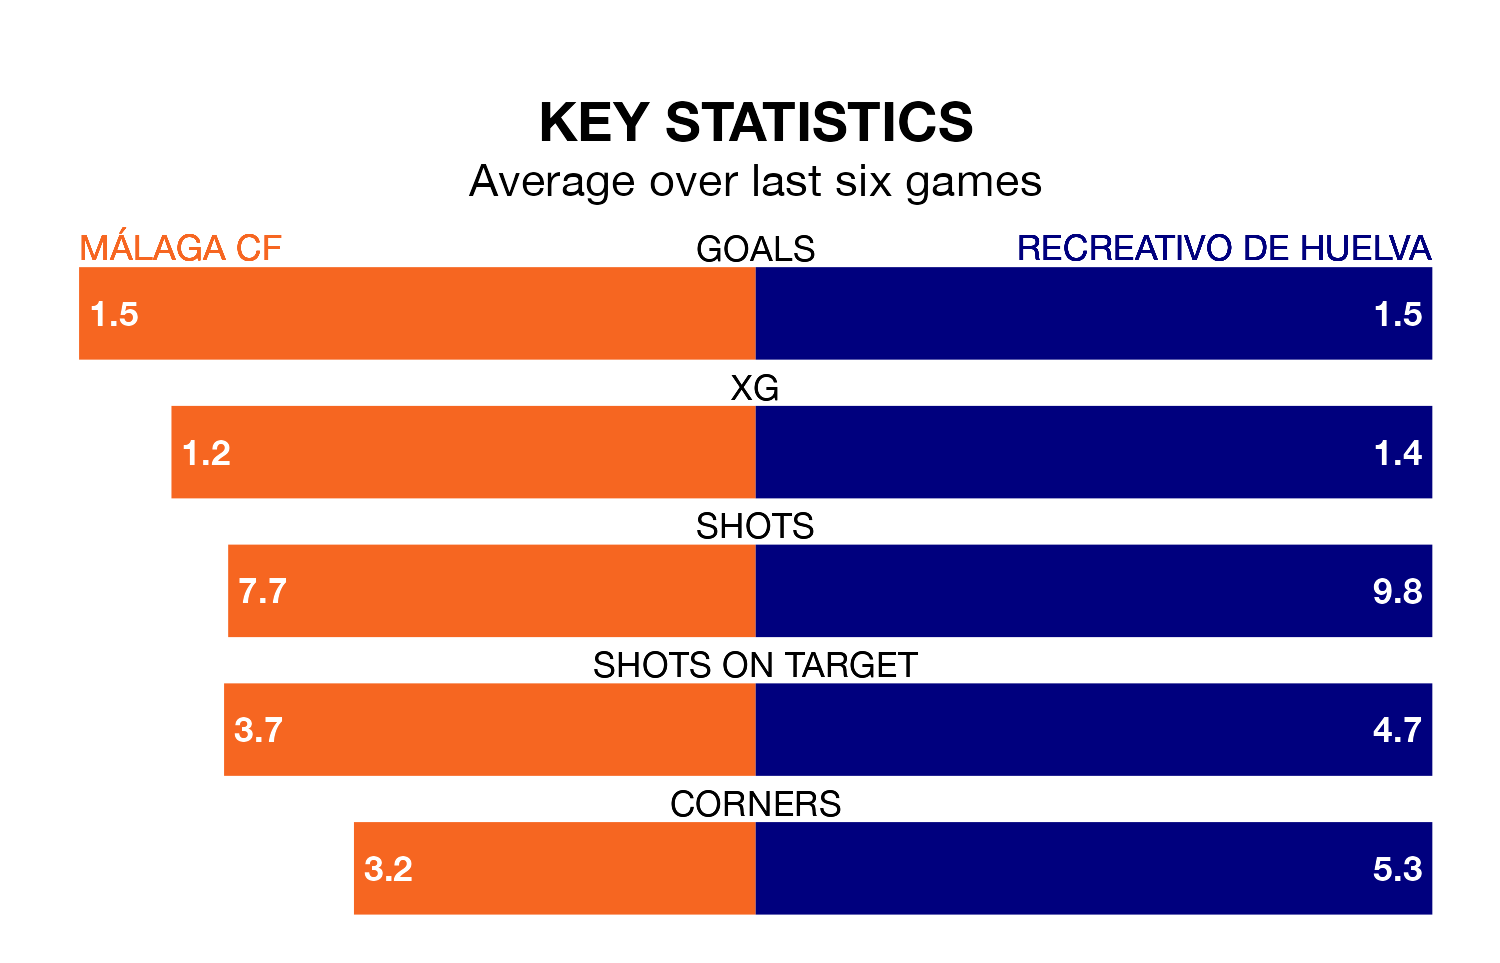 KEY STATISTICS
Average over last six games
MÁLAGA CF GOALS RECREATIVO DE HUELVA
1.5 1.5
XG
1.2 1.4
SHOTS
7.7 9.8
SHOTS ON TARGET
3.7 4.7
CORNERS
3.2 5.3